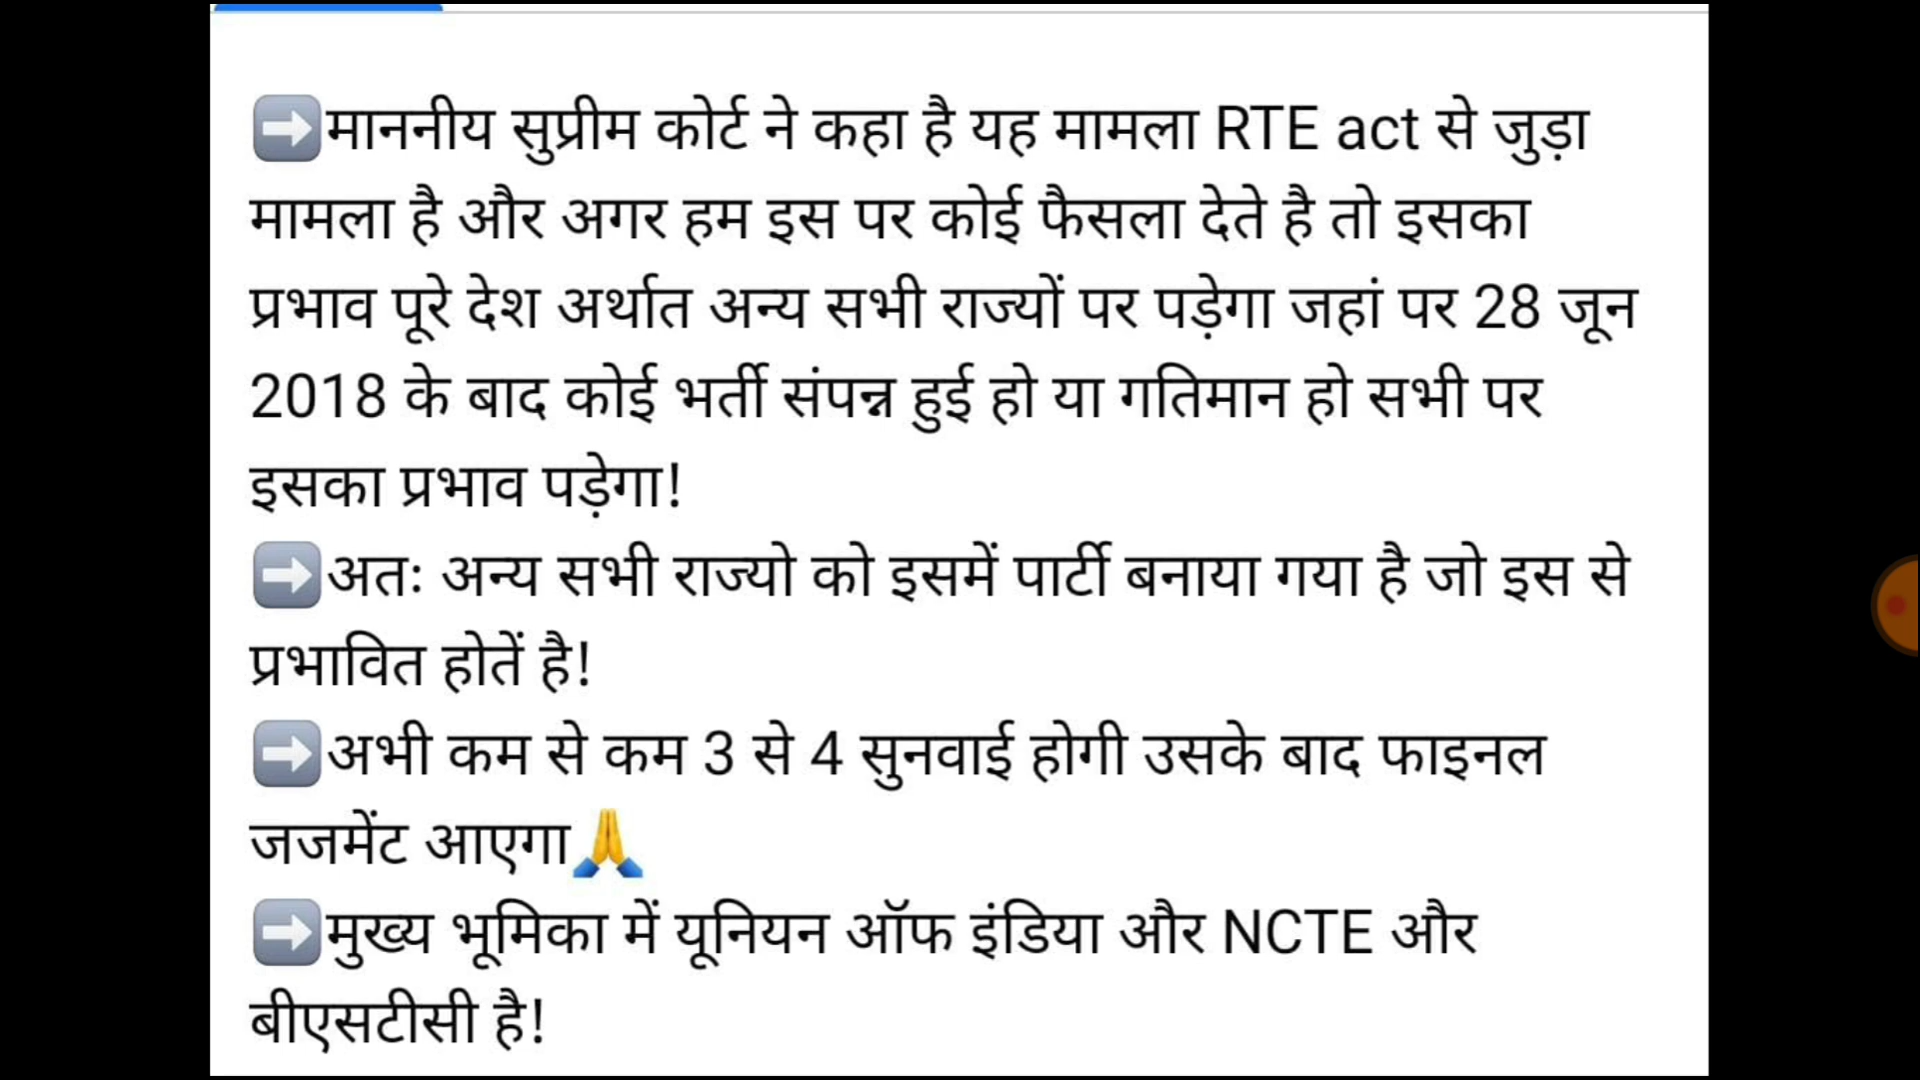 ➡️माननीय सुप्रीम कोर्ट ने कहा है यह मामला RTE act से जुड़ा
मामला है और अगर हम इस पर कोई फैसला देते है तो इसका
प्रभाव पूरे देश अर्थात अन्य सभी राज्यों पर पड़ेगा जहां पर 28 जून
2018 के बाद कोई भर्ती संपन्न हुई हो या गतिमान हो सभी पर
इसका प्रभाव पड़ेगा!
➡️अतः अन्य सभी राज्यो को इसमें पार्टी बनाया गया है जो इस से
प्रभावित होतें है!
➡️अभी कम से कम 3 से 4 सुनवाई होगी उसके बाद फाइनल
जजमेंट आएगा🙏
➡️मुख्य भूमिका में यूनियन ऑफ इंडिया और NCTE और
बीएसटीसी है!